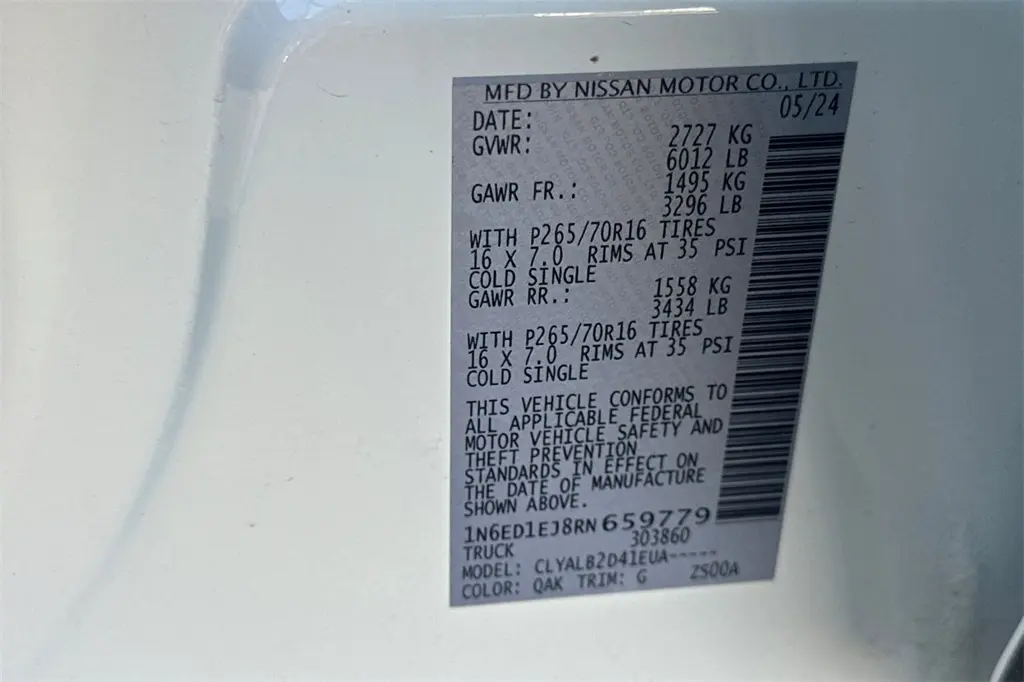 MFD BY NISSAN MOTOR CO., LTD.
DATE: 05/24
GVWR: 2727 KG
6012 LB
GAWR FR.: 1495 KG
3296 LB
WITH P265/70R16 TIRES
16 X 7.0 RIMS AT 35 PSI
COLD SINGLE
GAWR RR.: 1558 KG
3434 LB
WITH P265/70R16 TIRES
16 X 7.0 RIMS AT 35 PSI
COLD SINGLE
THIS VEHICLE CONFORMS TO
ALL APPLICABLE FEDERAL
MOTOR VEHICLE SAFETY AND
THEFT PREVENTION
STANDARDS IN EFFECT ON
THE DATE OF MANUFACTURE
SHOWN ABOVE.
1N6ED1EJ8RN659779
TRUCK 303860
MODEL: CLYALB2D41EUA-----
COLOR: QAK TRIM: G ZS00A